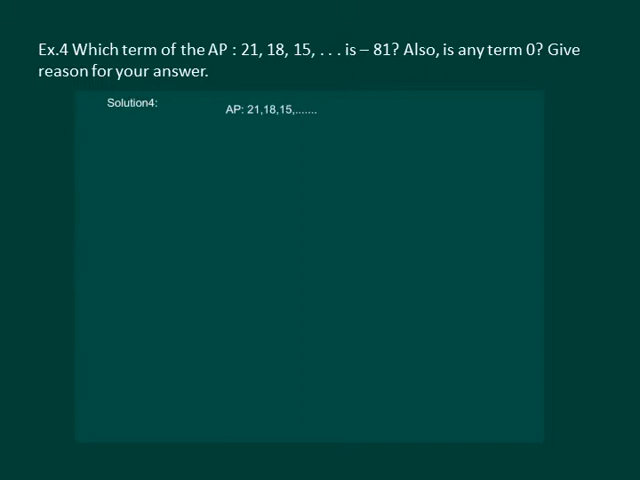 Ex.4 Which term of the AP : 21, 18, 15, . . . is – 81? Also, is any term 0? Give
reason for your answer.
Solution4:
AP: 21,18,15,.......